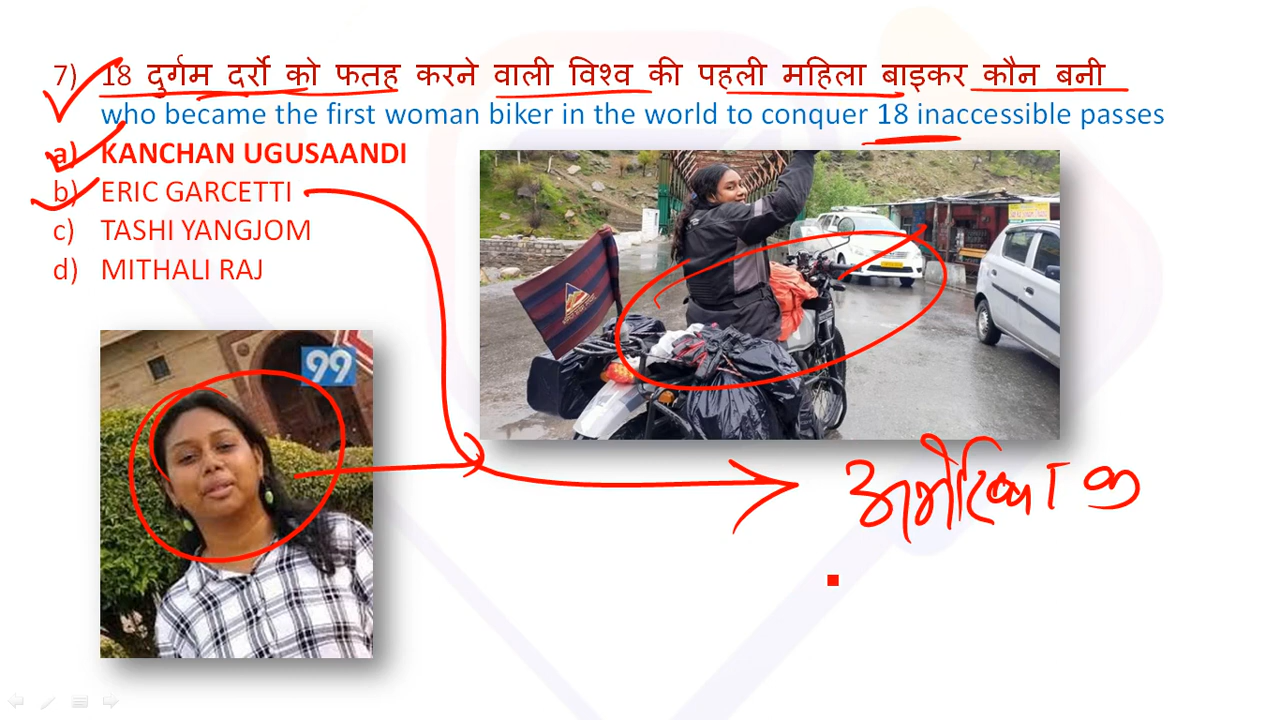 7) 18 दुर्गम दर्रो को फतह करने वाली विश्व की पहली महिला बाइकर कौन बनी
who became the first woman biker in the world to conquer 18 inaccessible passes
a) KANCHAN UGUSAANDI
b) ERIC GARCETTI
c) TASHI YANGJOM
d) MITHALI RAJ
99
अमेरिका क